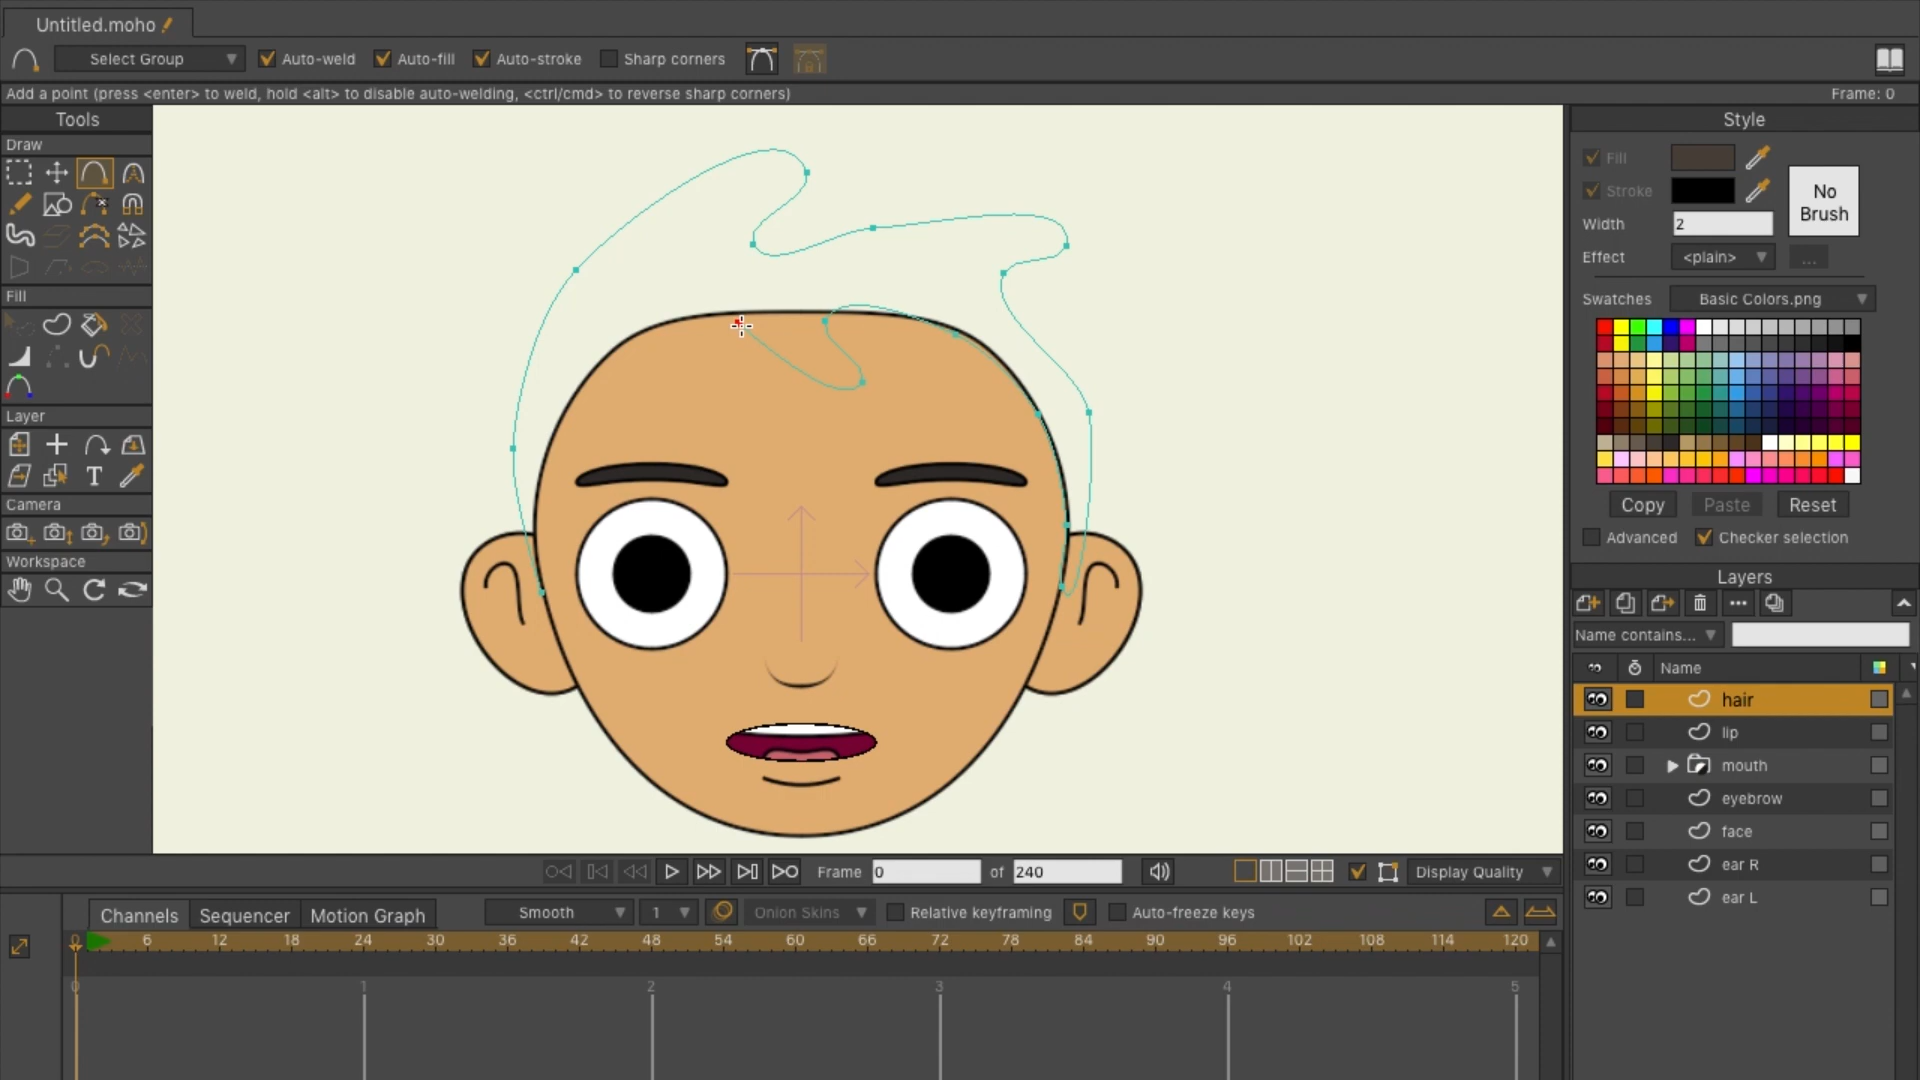 Untitled.moho
Select Group
Auto-weld
Auto-fill
Auto-stroke
Sharp corners
Add a point (press <enter> to weld, hold <alt> to disable auto-welding, <ctrl/cmd> to reverse sharp corners)
Frame: 0
Tools
Draw
Fill
Layer
T
Camera
Workspace
Style
Fill
Stroke
No
Brush
Width
2
Effect
<plain>
...
Swatches
Basic Colors.png
Copy
Paste
Reset
Advanced
Checker selection
Layers
Name contains...
Name
hair
lip
mouth
eyebrow
face
ear R
ear L
Frame
0
of
240
Display Quality
Channels
Sequencer
Motion Graph
Smooth
1
Onion Skins
Relative keyframing
Auto-freeze keys
0 6 12 18 24 30 36 42 48 54 60 66 72 78 84 90 96 102 108 114 120
0 1 2 3 4 5